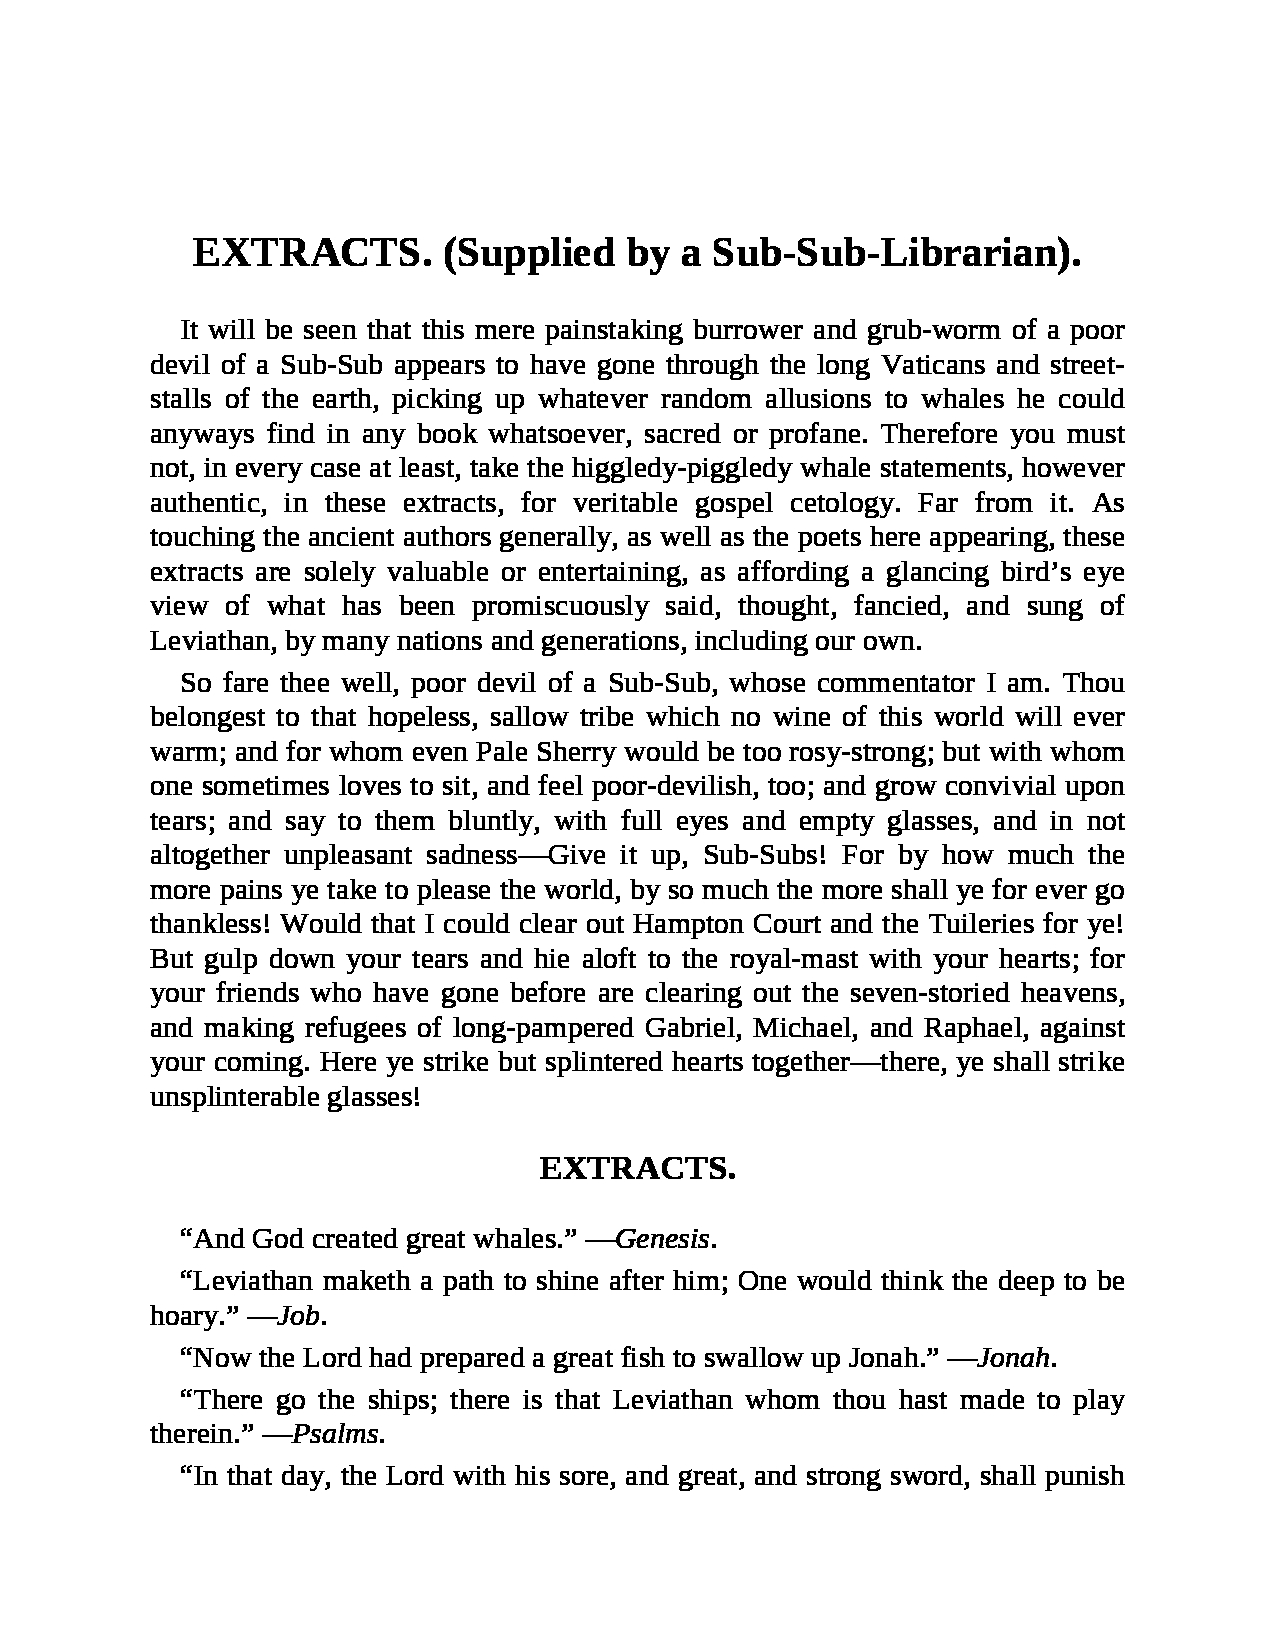 EXTRACTS. (Supplied by a Sub-Sub-Librarian).
It will be seen that this mere painstaking burrower and grub-worm of a poor
devil of a Sub-Sub appears to have gone through the long Vaticans and street-
stalls of the earth, picking up whatever random allusions to whales he could
anyways find in any book whatsoever, sacred or profane. Therefore you must
not, in every case at least, take the higgledy-piggledy whale statements, however
authentic, in these extracts, for veritable gospel cetology. Far from it. As
touching the ancient authors generally, as well as the poets here appearing, these
extracts are solely valuable or entertaining, as affording a glancing bird’s eye
view of what has been promiscuously said, thought, fancied, and sung of
Leviathan, by many nations and generations, including our own.
So fare thee well, poor devil of a Sub-Sub, whose commentator I am. Thou
belongest to that hopeless, sallow tribe which no wine of this world will ever
warm; and for whom even Pale Sherry would be too rosy-strong; but with whom
one sometimes loves to sit, and feel poor-devilish, too; and grow convivial upon
tears; and say to them bluntly, with full eyes and empty glasses, and in not
altogether unpleasant sadness—Give it up, Sub-Subs! For by how much the
more pains ye take to please the world, by so much the more shall ye for ever go
thankless! Would that I could clear out Hampton Court and the Tuileries for ye!
But gulp down your tears and hie aloft to the royal-mast with your hearts; for
your friends who have gone before are clearing out the seven-storied heavens,
and making refugees of long-pampered Gabriel, Michael, and Raphael, against
your coming. Here ye strike but splintered hearts together—there, ye shall strike
unsplinterable glasses!
EXTRACTS.
“And God created great whales.” —Genesis.
“Leviathan maketh a path to shine after him; One would think the deep to be
hoary.” —Job.
“Now the Lord had prepared a great fish to swallow up Jonah.” —Jonah.
“There go the ships; there is that Leviathan whom thou hast made to play
therein.” —Psalms.
“In that day, the Lord with his sore, and great, and strong sword, shall punish